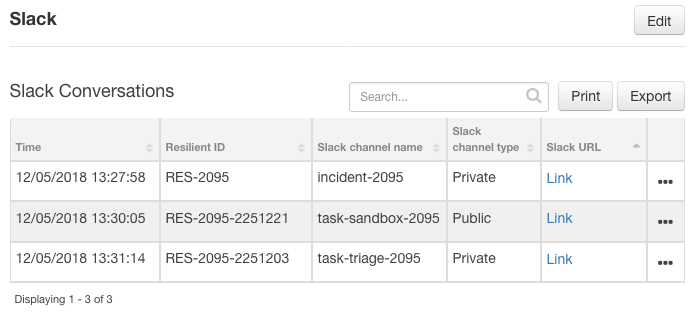 Slack
Edit
Slack Conversations
Search...
Print
Export
Time
Resilient ID
Slack channel name
Slack
channel type
Slack URL
12/05/2018 13:27:58 RES-2095 incident-2095 Private Link
12/05/2018 13:30:05 RES-2095-2251221 task-sandbox-2095 Public Link
12/05/2018 13:31:14 RES-2095-2251203 task-triage-2095 Private Link
Displaying 1 - 3 of 3